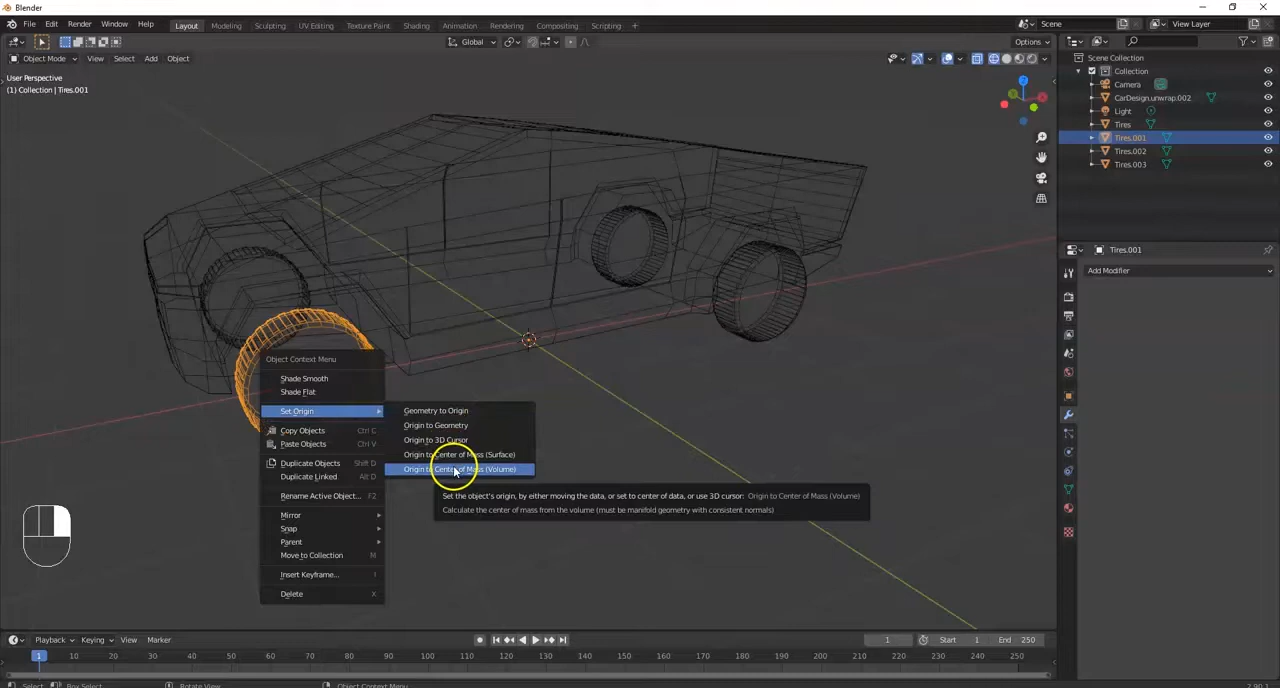 Blender
File Edit Render Window Help
Layout Modeling Sculpting UV Editing Texture Paint Shading Animation Rendering Compositing Scripting +
Scene
View Layer
Global
Options
Object Mode View Select Add Object
User Perspective
(1) Collection | Tires.001
Scene Collection
Collection
Camera
CarDesign.unwrap.002
Light
Tires
Tires.001
Tires.002
Tires.003
Tires.001
Add Modifier
Object Context Menu
Shade Smooth
Shade Flat
Set Origin
Copy Objects Ctrl C
Paste Objects Ctrl V
Duplicate Objects Shift D
Duplicate Linked Alt D
Rename Active Object... F2
Mirror
Snap
Parent
Move to Collection M
Insert Keyframe... I
Delete X
Geometry to Origin
Origin to Geometry
Origin to 3D Cursor
Origin to Center of Mass (Surface)
Origin to Center of Mass (Volume)
Set the object's origin, by either moving the data, or set to center of data, or use 3D cursor: Origin to Center of Mass (Volume)
Calculate the center of mass from the volume (must be manifold geometry with consistent normals)
Playback Keying View Marker
1 Start 1 End 250
1 10 20 30 40 50 60 70 80 90 100 110 120 130 140 150 160 170 180 190 200 210 220 230 240 250
Select Box Select Rotate View Object Context Menu 2.90.1